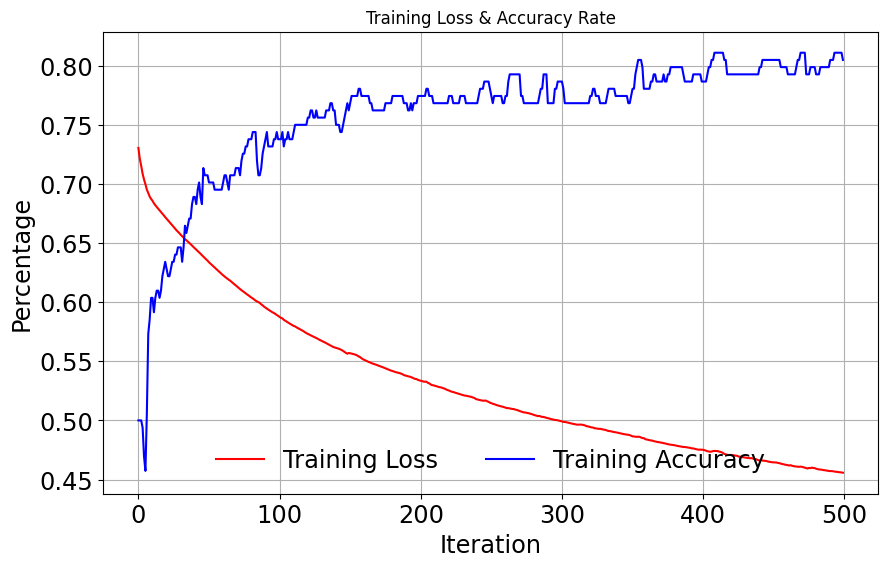 Training Loss & Accuracy Rate
Percentage
0.80
0.75
0.70
0.65
0.60
0.55
0.50
0.45
Training Loss
Training Accuracy
0 100 200 300 400 500
Iteration